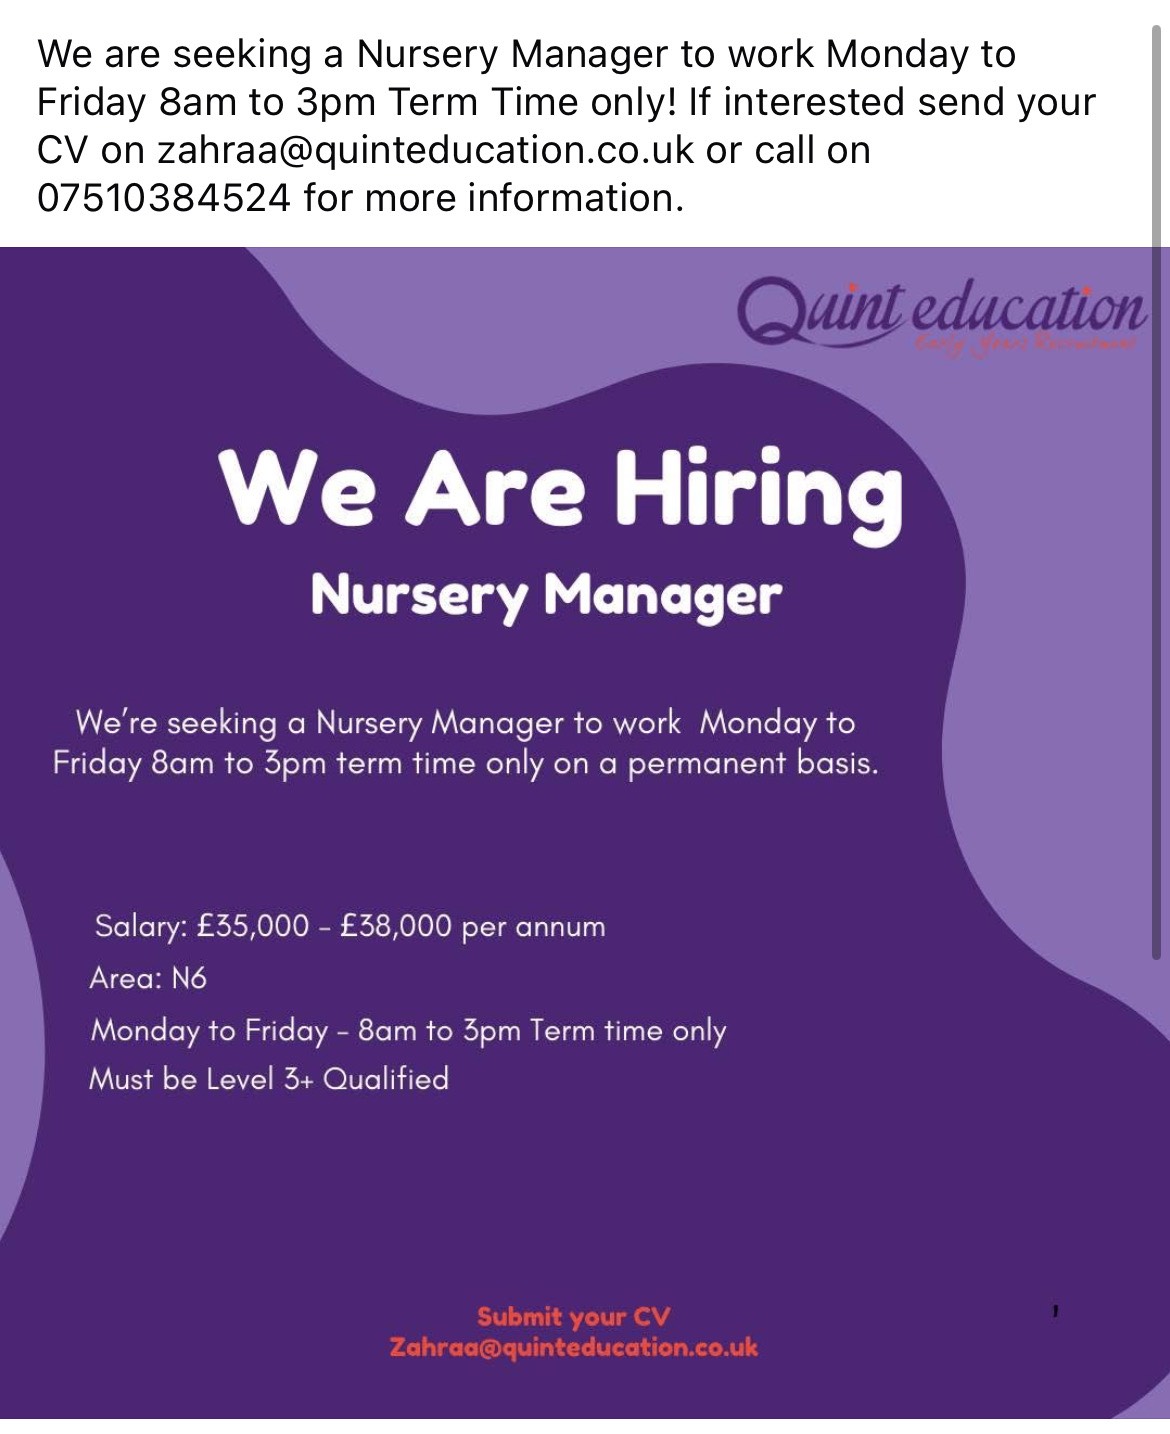 We are seeking a Nursery Manager to work Monday to
Friday 8am to 3pm Term Time only! If interested send your
CV on zahraa@quinteducation.co.uk or call on
07510384524 for more information.
Quint education
Early Years Recruitment
We Are Hiring
Nursery Manager
We're seeking a Nursery Manager to work Monday to
Friday 8am to 3pm term time only on a permanent basis.
Salary: £35,000 - £38,000 per annum
Area: N6
Monday to Friday - 8am to 3pm Term time only
Must be Level 3+ Qualified
Submit your CV
Zahraa@quinteducation.co.uk
,